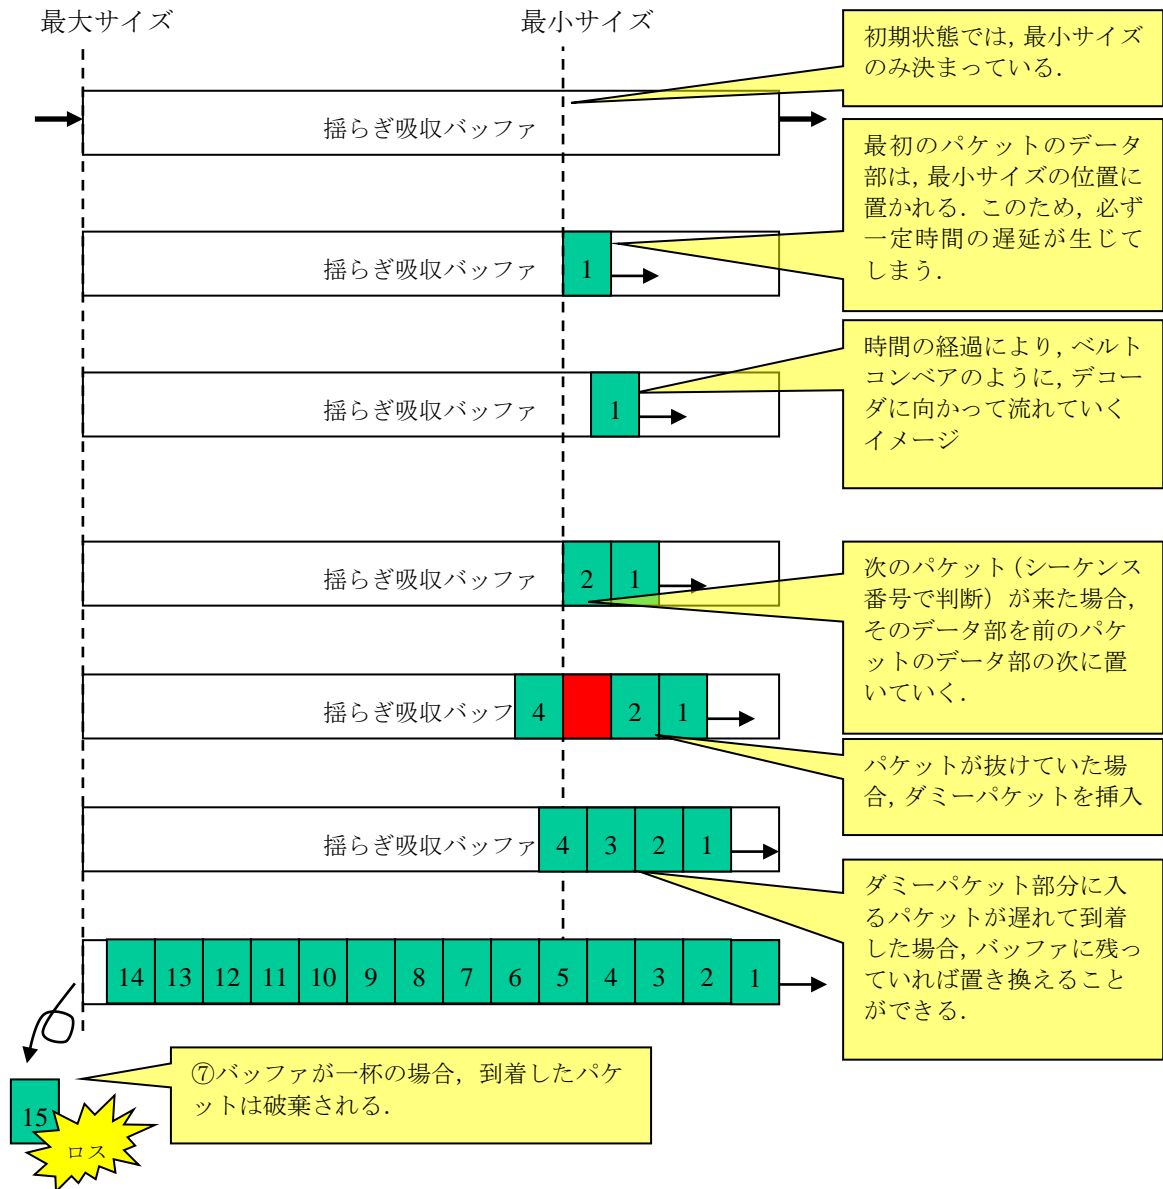 最大サイズ
最小サイズ
初期状態では, 最小サイズ
のみ決まっている.
揺らぎ吸収バッファ
最初のパケットのデータ
部は, 最小サイズの位置に
置かれる. このため, 必ず
一定時間の遅延が生じて
しまう.
揺らぎ吸収バッファ
1
時間の経過により, ベルト
コンベアのように, デコー
ダに向かって流れていく
イメージ
揺らぎ吸収バッファ
1
次のパケット(シーケンス
番号で判断) が来た場合,
そのデータ部を前のパケ
ットのデータ部の次に置
いていく.
揺らぎ吸収バッファ
2 1
揺らぎ吸収バッフ
4 2 1
パケットが抜けていた場
合, ダミーパケットを挿入
揺らぎ吸収バッファ
4 3 2 1
ダミーパケット部分に入
るパケットが遅れて到着
した場合, バッファに残っ
ていれば置き換えること
ができる.
14 13 12 11 10 9 8 7 6 5 4 3 2 1
⑦バッファが一杯の場合, 到着したパケ
ットは破棄される.
15
ロス